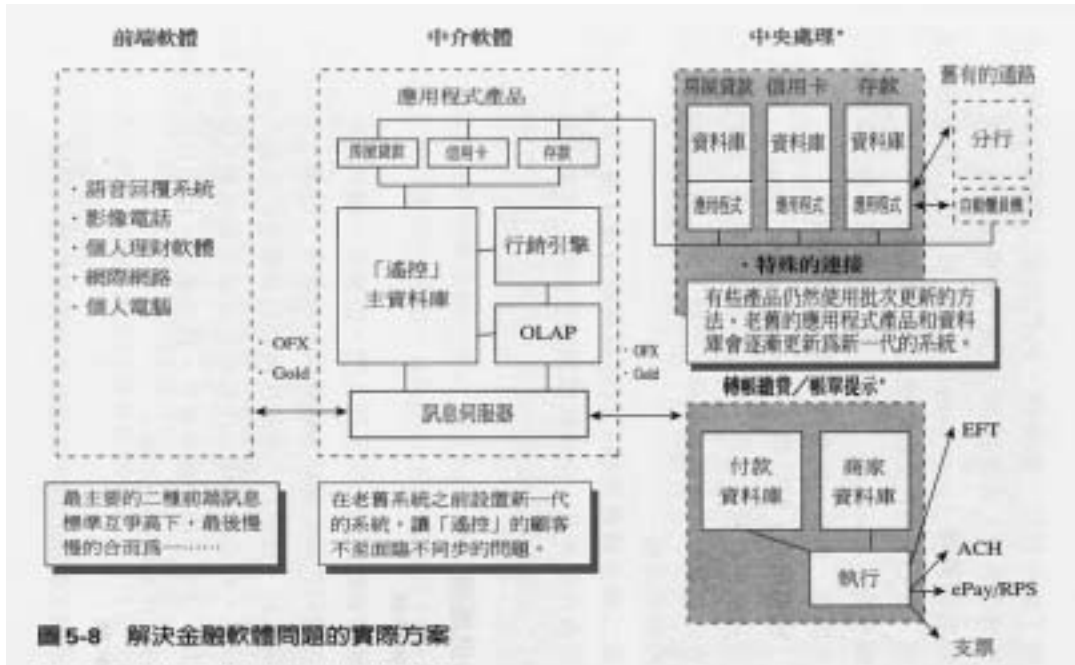 前端軟體
中介軟體
中央處理*
舊有的通路
應用程式產品
房屋貸款
信用卡
存款
房屋貸款
信用卡
存款
資料庫
資料庫
資料庫
應用程式
應用程式
應用程式
分行
自動櫃員機
・語音回覆系統
・影像電話
・個人理財軟體
・網際網路
・個人電腦
「遙控」
主資料庫
行銷引擎
OLAP
・特殊的連接
有些產品仍然使用批次更新的方
法。老舊的應用程式產品和資料
庫會逐漸更新為新一代的系統。
・OFX
・Gold
・OFX
・Gold
訊息伺服器
轉帳繳費／帳單提示*
付款
資料庫
商家
資料庫
執行
EFT
ACH
ePay/RPS
支票
最主要的二種前端訊息
標準互爭高下，最後慢
慢的合而為一……
在老舊系統之前設置新一代
的系統，讓「遙控」的顧客
不至面臨不同步的問題。
圖5-8 解決金融軟體問題的實際方案